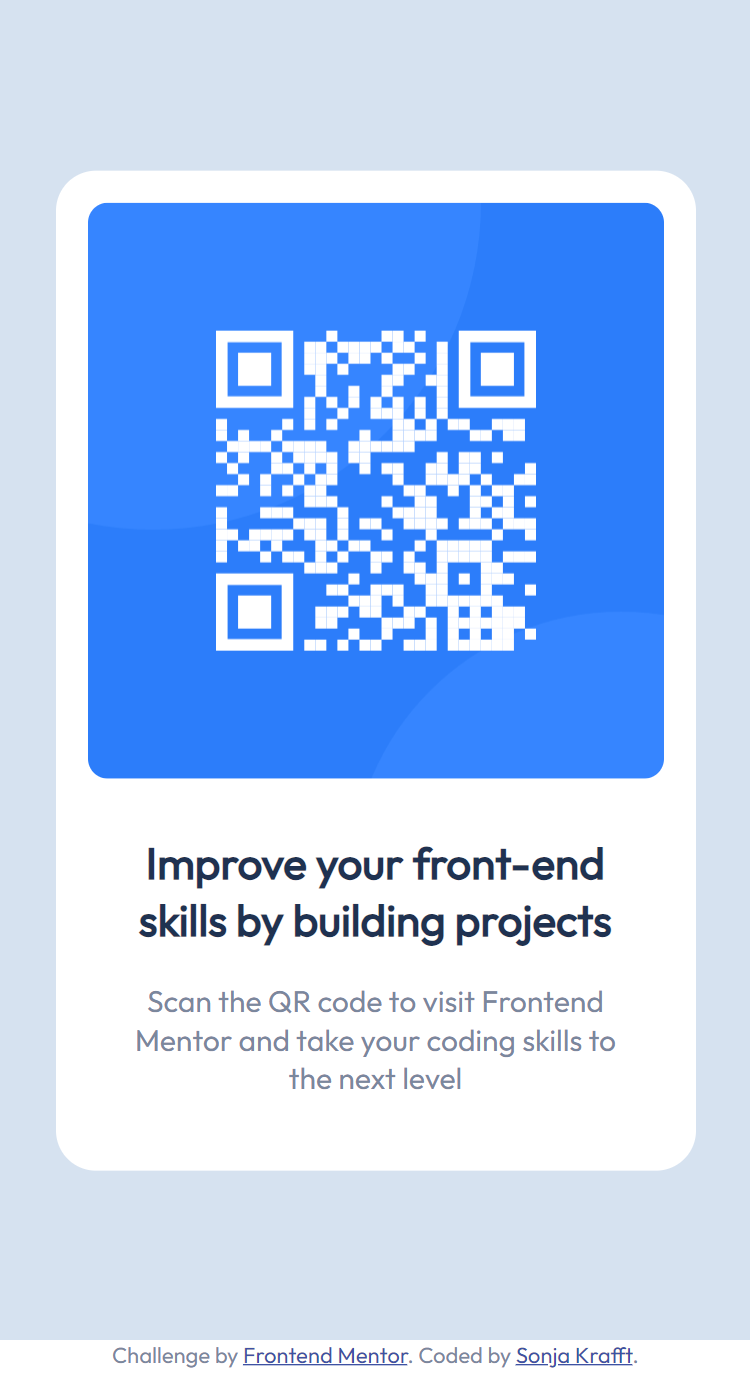 Improve your front-end
skills by building projects
Scan the QR code to visit Frontend
Mentor and take your coding skills to
the next level
Challenge by Frontend Mentor. Coded by Sonja Krafft.